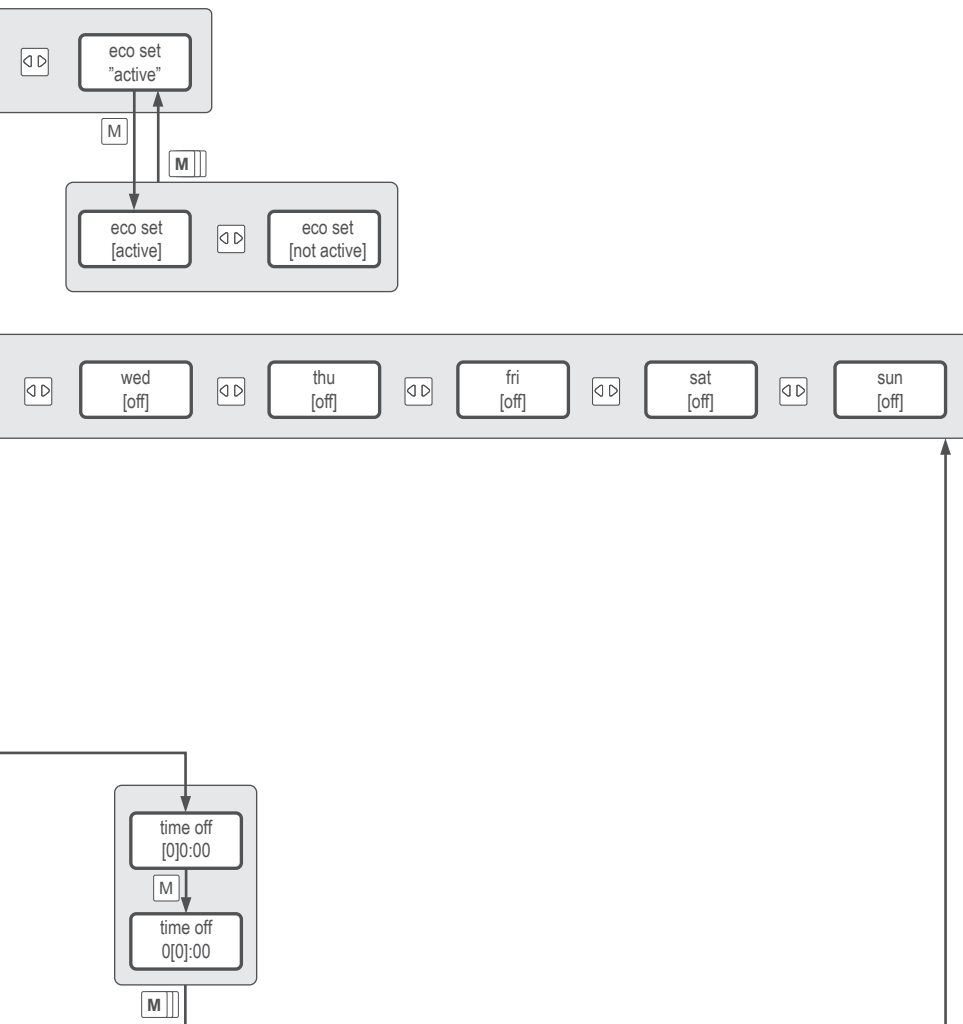 eco set
”active”
M
M
eco set
[active]
eco set
[not active]
wed
[off]
thu
[off]
fri
[off]
sat
[off]
sun
[off]
time off
[0]0:00
M
time off
0[0]:00
M